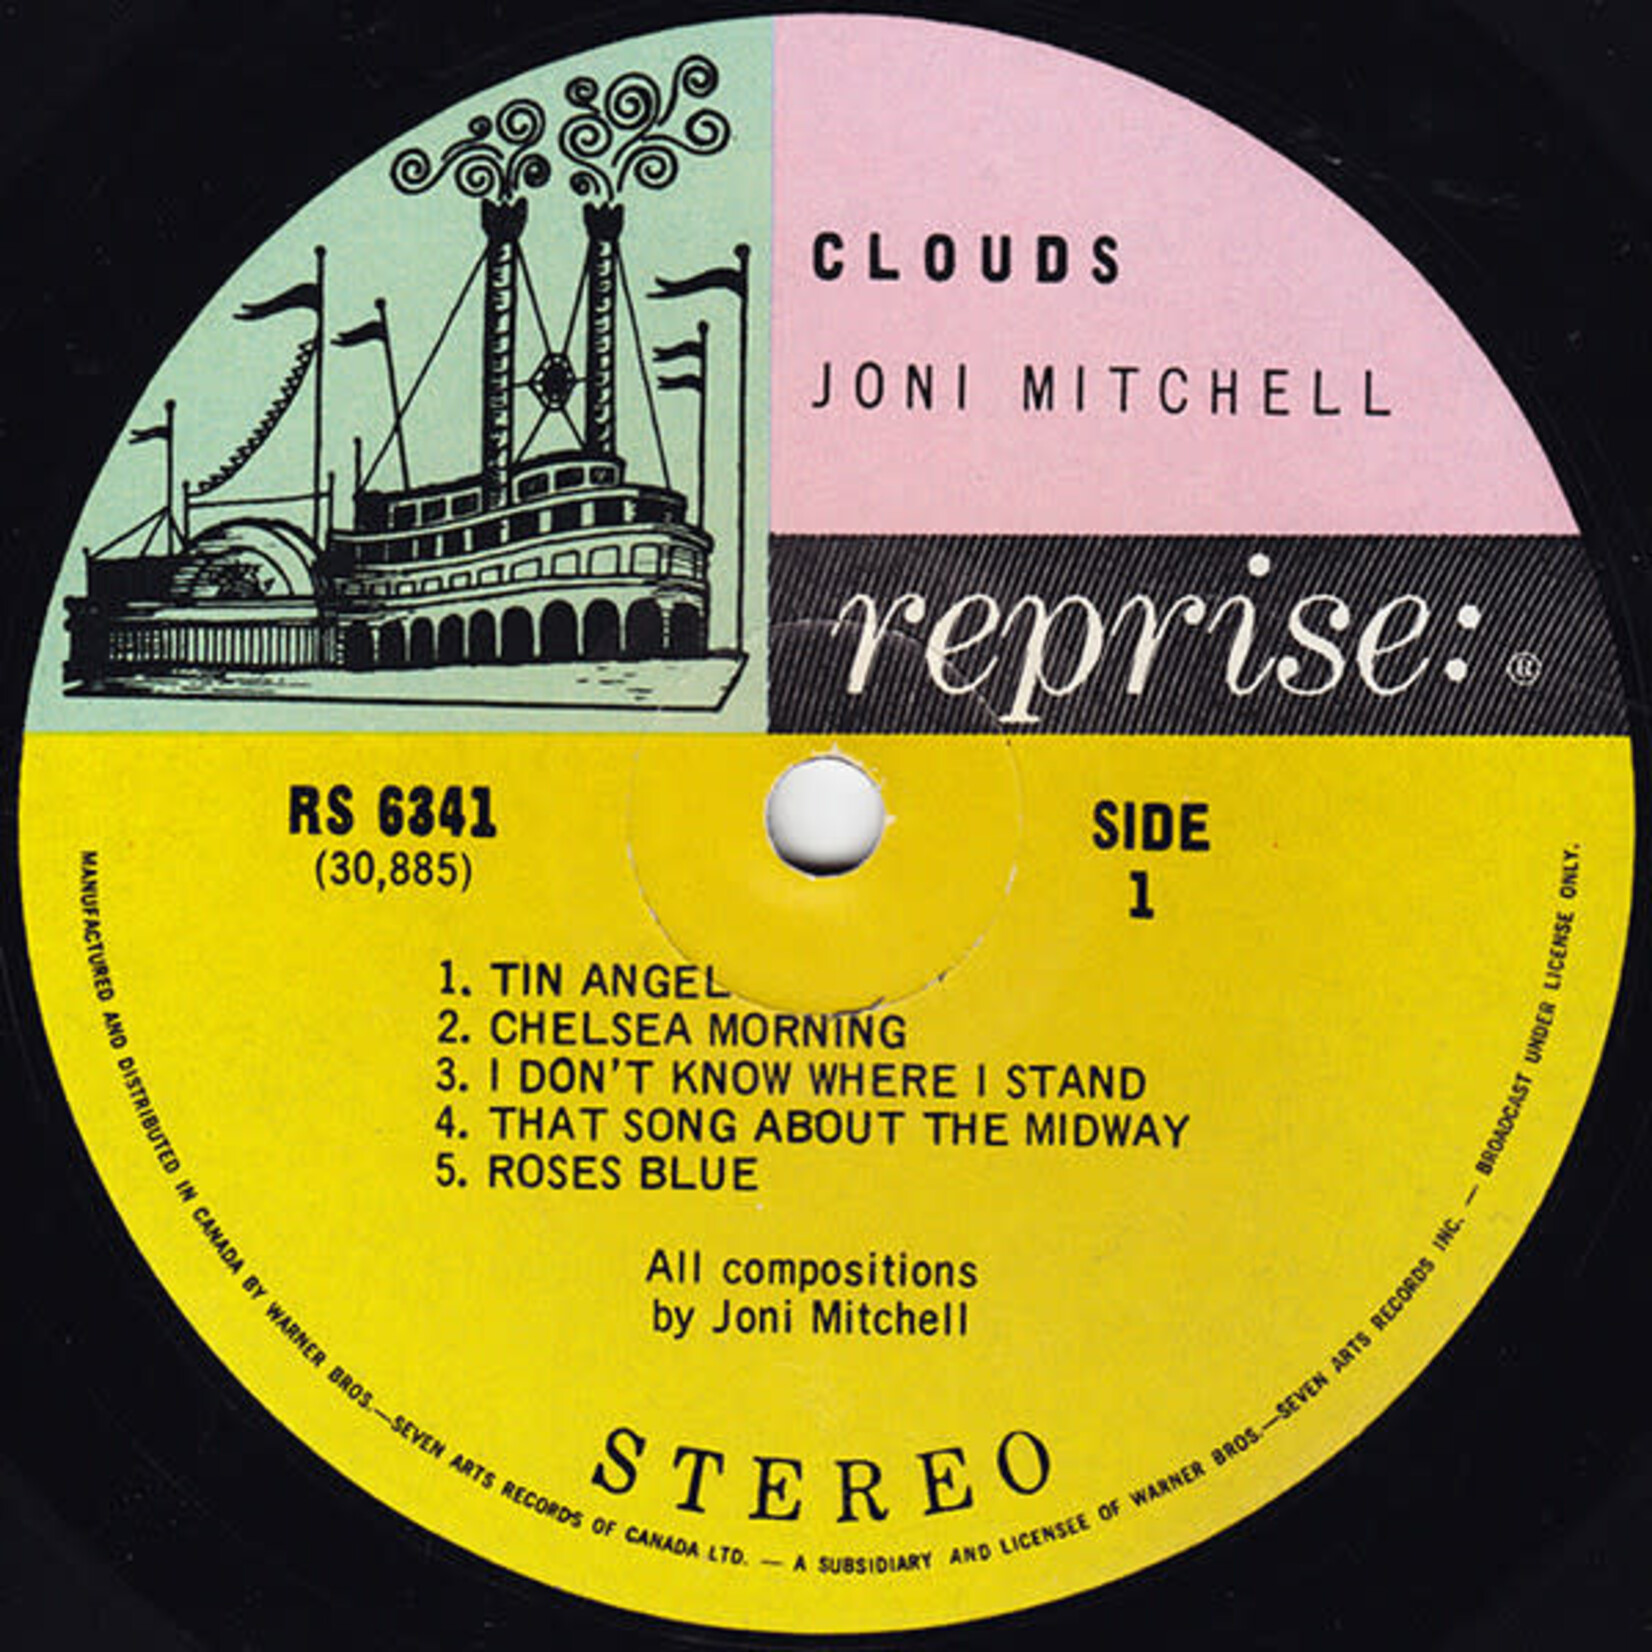 CLOUDS
JONI MITCHELL
reprise: ®
RS 6341
(30,885)
SIDE
1
1. TIN ANGEL
2. CHELSEA MORNING
3. I DON'T KNOW WHERE I STAND
4. THAT SONG ABOUT THE MIDWAY
5. ROSES BLUE
All compositions
by Joni Mitchell
STEREO
MANUFACTURED AND DISTRIBUTED IN CANADA BY WARNER BROS.—SEVEN ARTS RECORDS OF CANADA LTD. — A SUBSIDIARY AND LICENSEE OF WARNER BROS.—SEVEN ARTS RECORDS INC. — BROADCAST UNDER LICENSE ONLY.